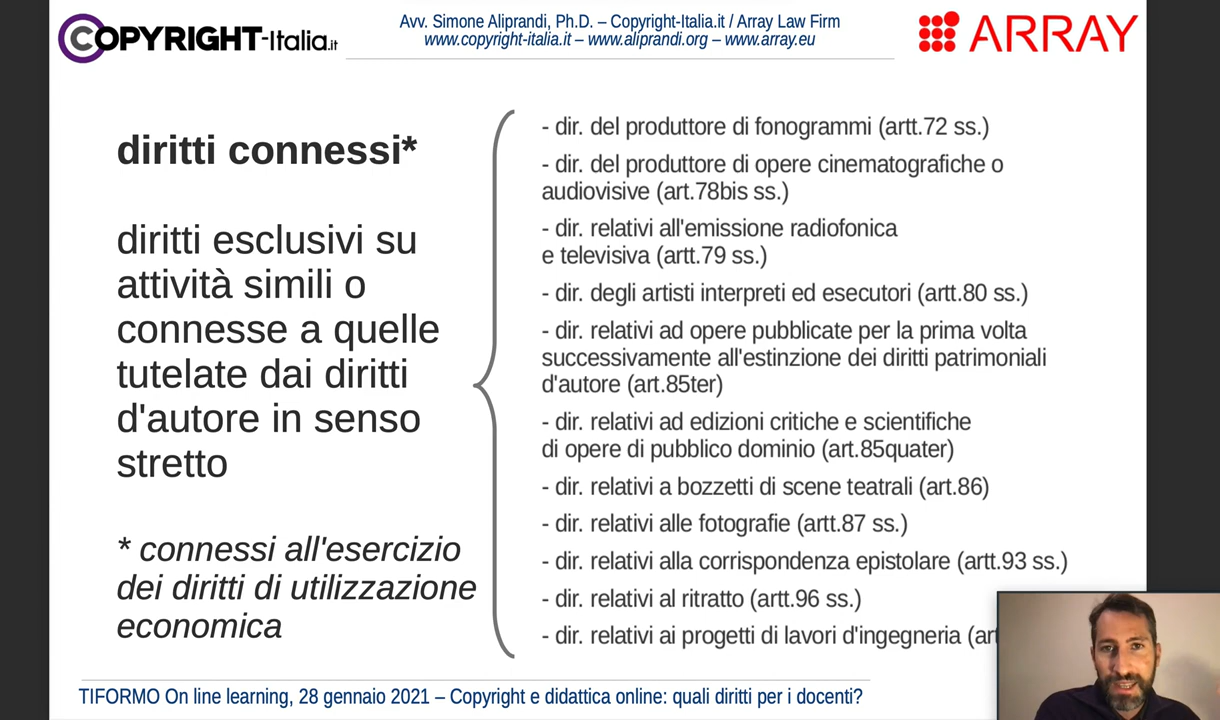 COPYRIGHT-Italia.it
Avv. Simone Aliprandi, Ph.D. – Copyright-Italia.it / Array Law Firm
www.copyright-italia.it – www.aliprandi.org – www.array.eu
ARRAY
diritti connessi*
diritti esclusivi su
attività simili o
connesse a quelle
tutelate dai diritti
d'autore in senso
stretto
* connessi all'esercizio
dei diritti di utilizzazione
economica
- dir. del produttore di fonogrammi (artt.72 ss.)
- dir. del produttore di opere cinematografiche o
audiovisive (art.78bis ss.)
- dir. relativi all'emissione radiofonica
e televisiva (artt.79 ss.)
- dir. degli artisti interpreti ed esecutori (artt.80 ss.)
- dir. relativi ad opere pubblicate per la prima volta
successivamente all'estinzione dei diritti patrimoniali
d'autore (art.85ter)
- dir. relativi ad edizioni critiche e scientifiche
di opere di pubblico dominio (art.85quater)
- dir. relativi a bozzetti di scene teatrali (art.86)
- dir. relativi alle fotografie (artt.87 ss.)
- dir. relativi alla corrispondenza epistolare (artt.93 ss.)
- dir. relativi al ritratto (artt.96 ss.)
- dir. relativi ai progetti di lavori d'ingegneria
TIFORMO On line learning, 28 gennaio 2021 – Copyright e didattica online: quali diritti per i docenti?